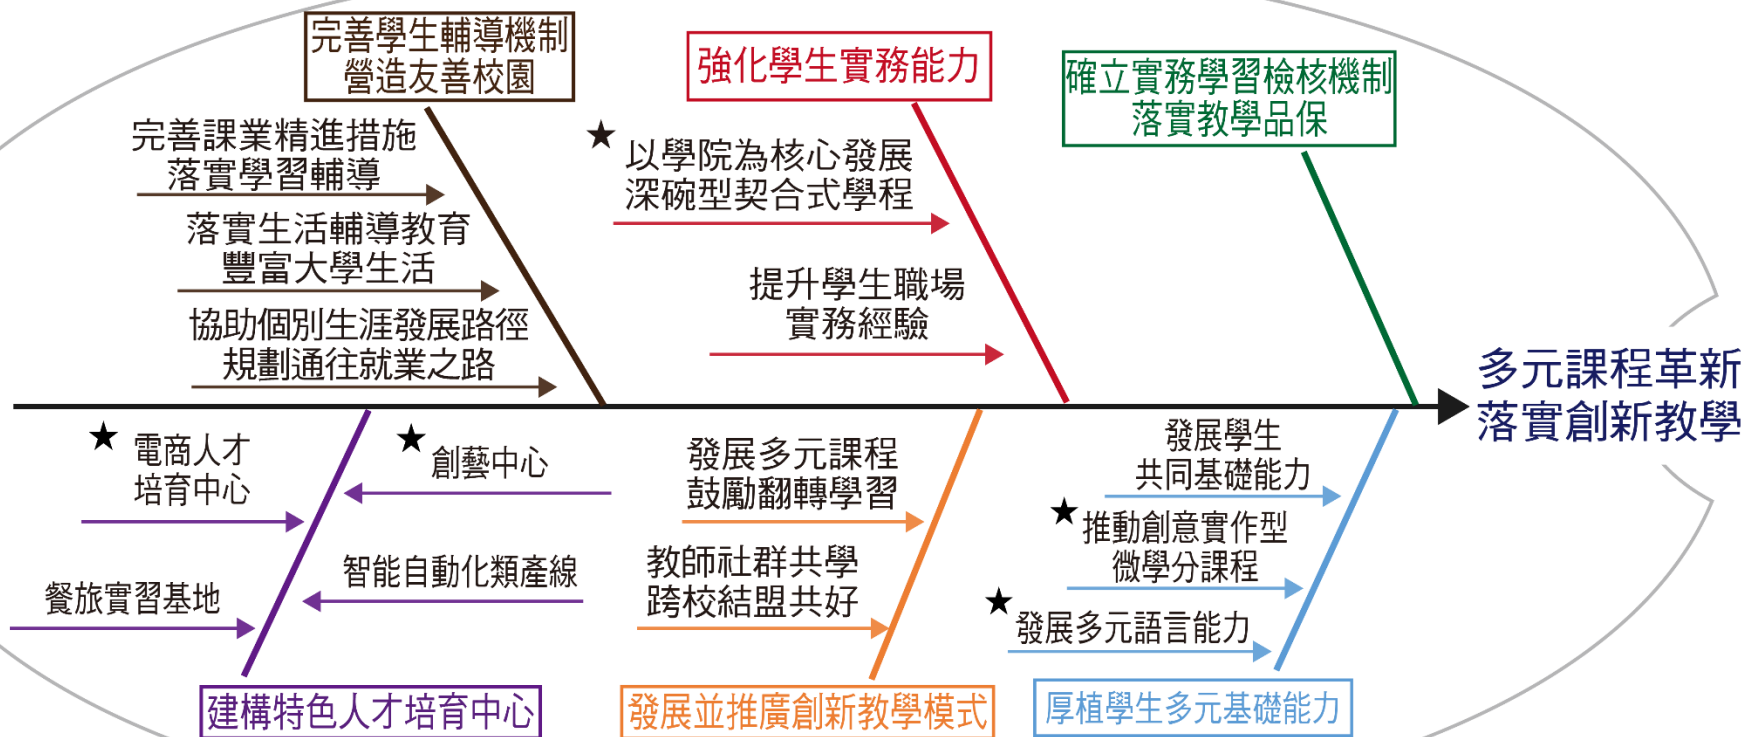 完善學生輔導機制
營造友善校園
完善課業精進措施
落實學習輔導
落實生活輔導教育
豐富大學生活
協助個別生涯發展路徑
規劃通往就業之路
強化學生實務能力
★
以學院為核心發展
深碗型契合式學程
提升學生職場
實務經驗
確立實務學習檢核機制
落實教學品保
多元課程革新
落實創新教學
★
電商人才
培育中心
★
創藝中心
餐旅實習基地
智能自動化類產線
建構特色人才培育中心
發展多元課程
鼓勵翻轉學習
教師社群共學
跨校結盟共好
發展並推廣創新教學模式
發展學生
共同基礎能力
★
推動創意實作型
微學分課程
★
發展多元語言能力
厚植學生多元基礎能力